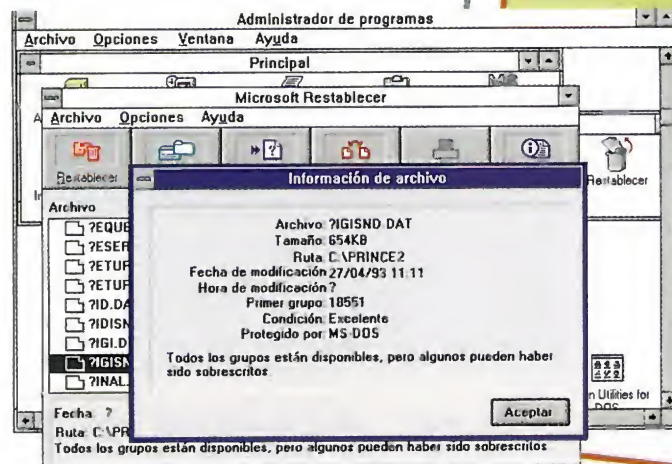 Administrador de programas
Archivo Opciones Ventana Ayuda
Principal
Microsoft Restablecer
Archivo Opciones Ayuda
Restablecer
Restablecer
Archivo
?EQUE
?ESER
?ETUF
?ETUF
?ID.DA
?IDISN
?IGI.D
?IGISN
?INAL.
Información de archivo
Archivo ?IGISND DAT
Tamaño 654KB
Ruta C:\PRINCE2
Fecha de modificación 27/04/93 11:11
Hora de modificación ?
Primer grupo 18551
Condición Excelente
Protegido por MS-DOS
Todos los grupos están disponibles, pero algunos pueden haber
sido sobrescritos
Aceptar
n Utilities for
DOS
Fecha ?
Ruta C:\PR
Todos los grupos están disponibles, pero algunos pueden haber sido sobrescritos